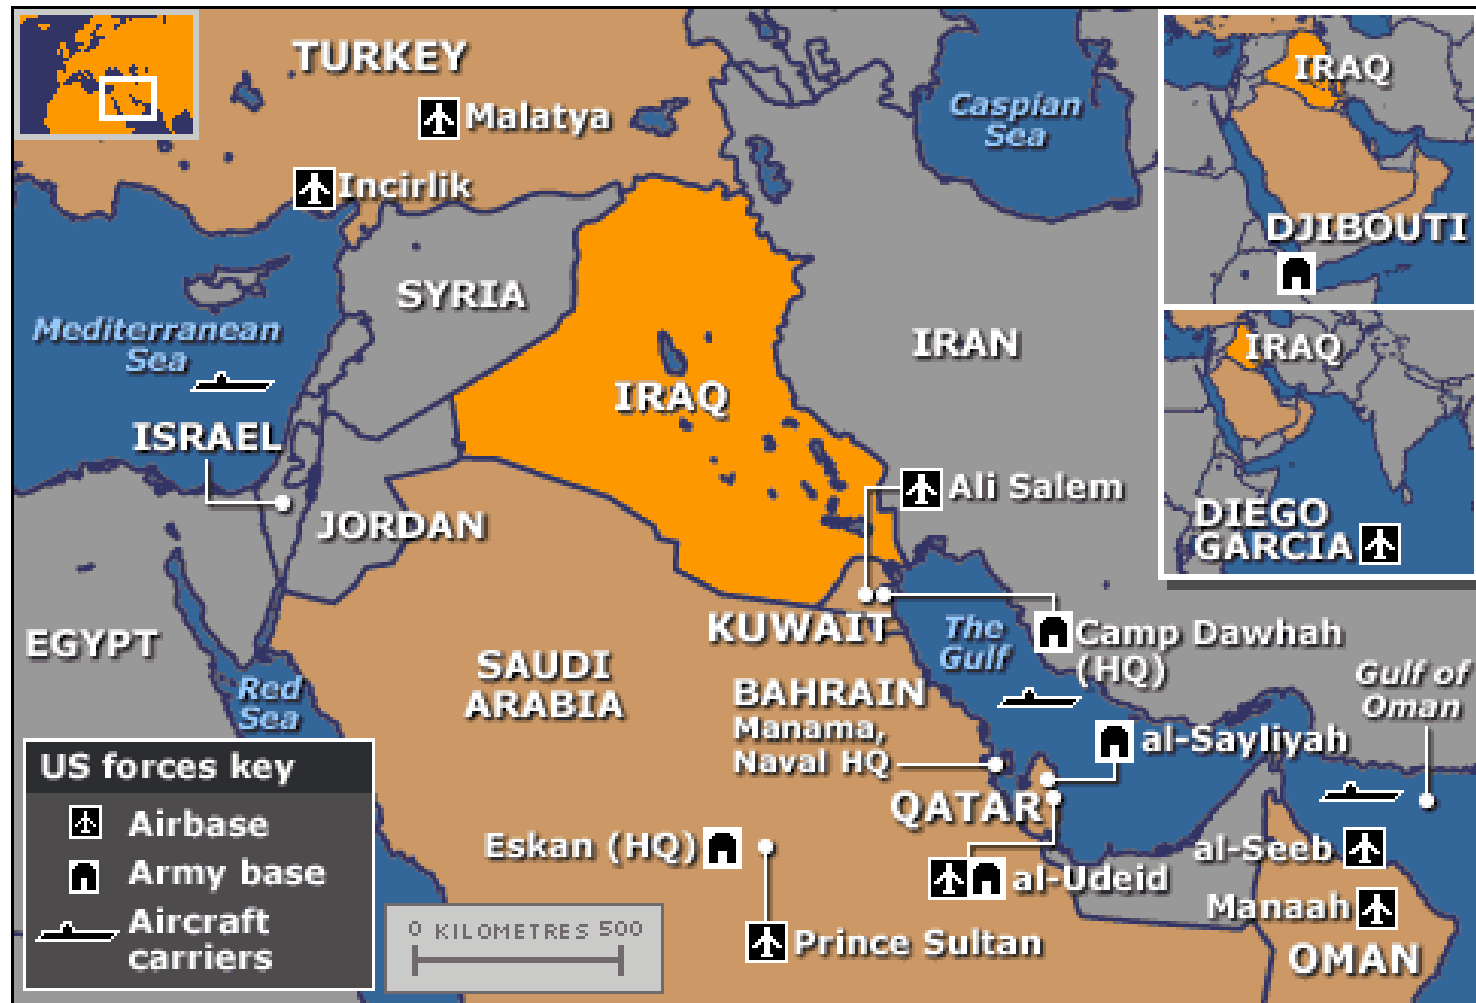 TURKEY
Malatya
Incirlik
Caspian
Sea
IRAQ
DJIBOUTI
SYRIA
Mediterranean
Sea
IRAN
IRAQ
IRAQ
ISRAEL
Ali Salem
JORDAN
DIEGO
GARCIA
EGYPT
KUWAIT
The
Gulf
Camp Dawhah
(HQ)
SAUDI
ARABIA
Red
Sea
BAHRAIN
Manama,
Naval HQ
Gulf of
Oman
al-Sayliyah
QATAR
US forces key
Airbase
Army base
Aircraft
carriers
Eskan (HQ)
al-Udeid
al-Seeb
Manaah
OMAN
Prince Sultan
0 KILOMETRES 500